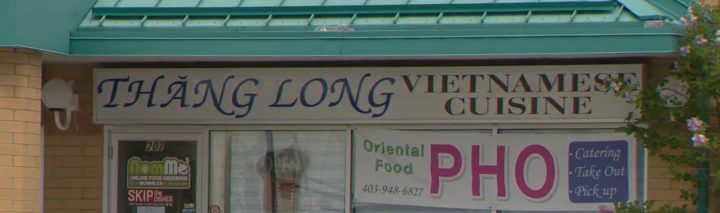 THĂNG LONG VIETNAMESE CUISINE
207
NomMe
ONLINE FOOD ORDERING
SKIP the DISHES
Oriental Food
403-948-6827
PHO
Catering
Take Out
Pick up